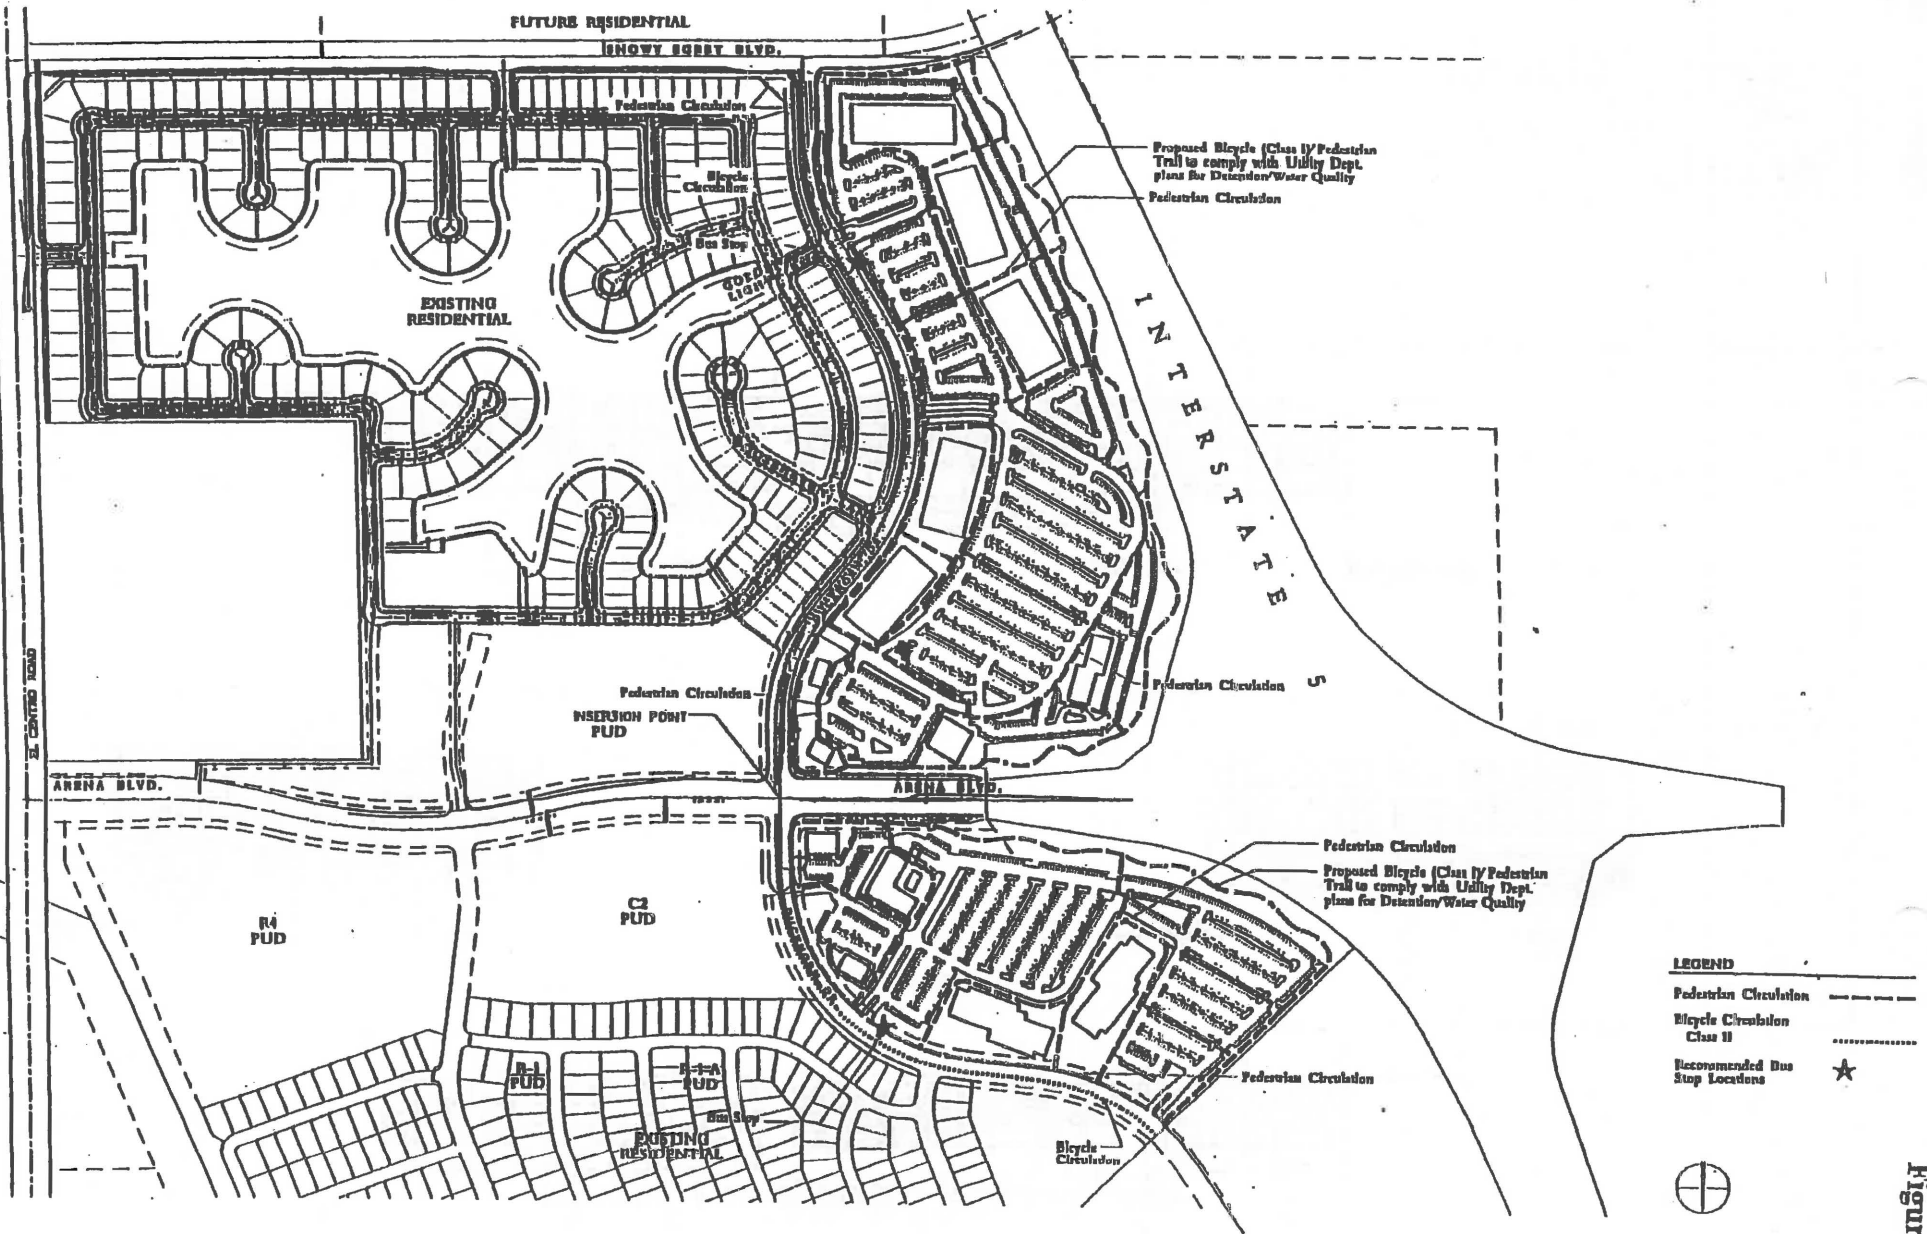 FUTURE RESIDENTIAL
SNOWY EGRET BLVD.
Pedestrian Circulation
Proposed Bicycle (Class I)/ Pedestrian
Trail to comply with Utility Dept.
plans for Detention/Water Quality
Pedestrian Circulation
Bicycle
Circulation
Bus Stop
EXISTING
RESIDENTIAL
INTERSTATE 5
EL CENTRO ROAD
Pedestrian Circulation
Pedestrian Circulation
INSERSION POINT
PUD
ARENA BLVD.
ARENA BLVD.
Pedestrian Circulation
Proposed Bicycle (Class I)/ Pedestrian
Trail to comply with Utility Dept.
plans for Detention/Water Quality
R4
PUD
C2
PUD
LEGEND
Pedestrian Circulation
Bicycle Circulation
Class II
Recommended Bus
Stop Locations
R-1
PUD
R-1-A
PUD
Bus Stop
EXISTING
RESIDENTIAL
Pedestrian Circulation
Bicycle
Circulation
Figur